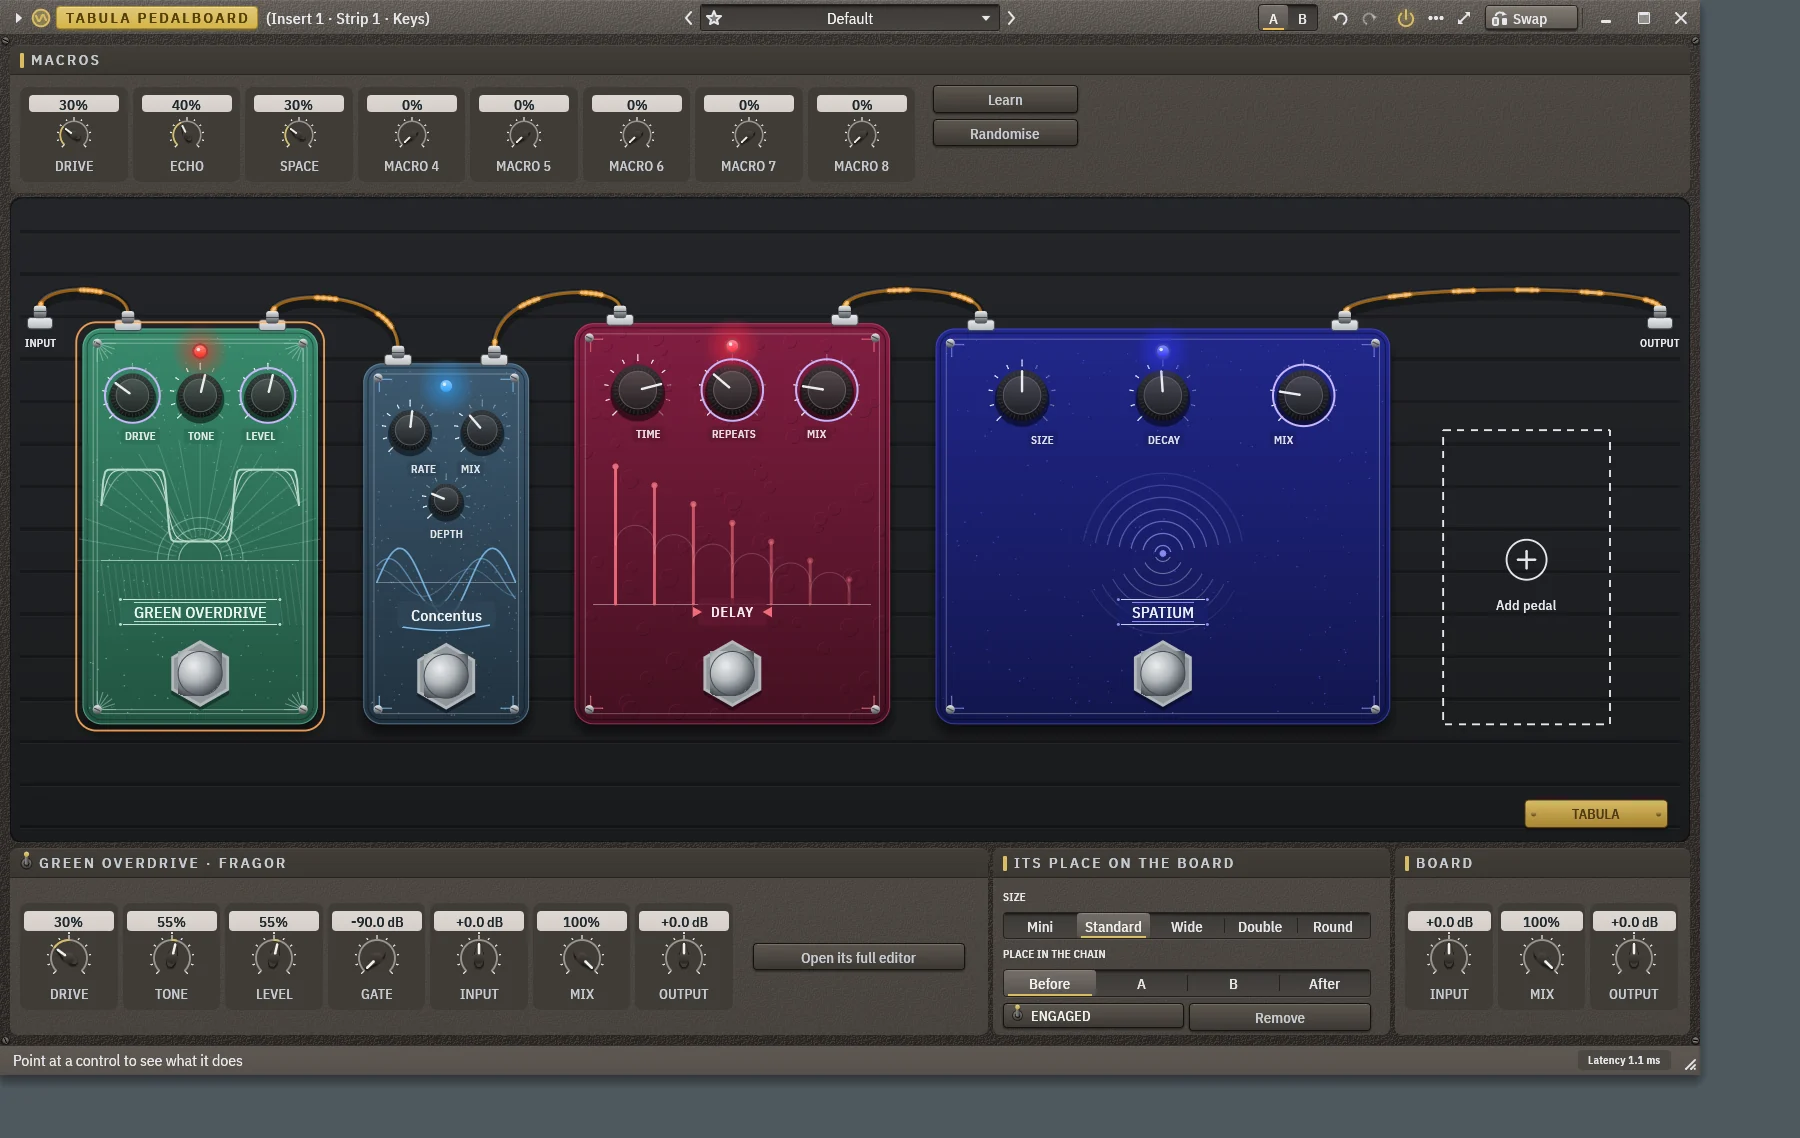 TABULA PEDALBOARD (Insert 1 · Strip 1 · Keys) Default A B Swap
MACROS
30% 40% 30% 0% 0% 0% 0% 0%
DRIVE ECHO SPACE MACRO 4 MACRO 5 MACRO 6 MACRO 7 MACRO 8
Learn
Randomise
INPUT
OUTPUT
DRIVE TONE LEVEL
GREEN OVERDRIVE
RATE MIX
DEPTH
Concentus
TIME REPEATS MIX
DELAY
SIZE DECAY MIX
SPATIUM
Add pedal
TABULA
GREEN OVERDRIVE · FRAGOR
30% 55% 55% -90.0 dB +0.0 dB 100% +0.0 dB
DRIVE TONE LEVEL GATE INPUT MIX OUTPUT
Open its full editor
ITS PLACE ON THE BOARD
SIZE
Mini Standard Wide Double Round
PLACE IN THE CHAIN
Before A B After
ENGAGED Remove
BOARD
+0.0 dB 100% +0.0 dB
INPUT MIX OUTPUT
Point at a control to see what it does
Latency 1.1 ms